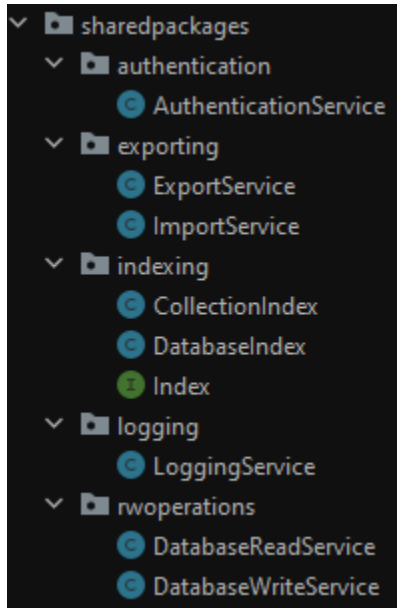 sharedpackages
authentication
C AuthenticationService
exporting
C ExportService
C ImportService
indexing
C CollectionIndex
C DatabaseIndex
I Index
logging
C LoggingService
rwoperations
C DatabaseReadService
C DatabaseWriteService